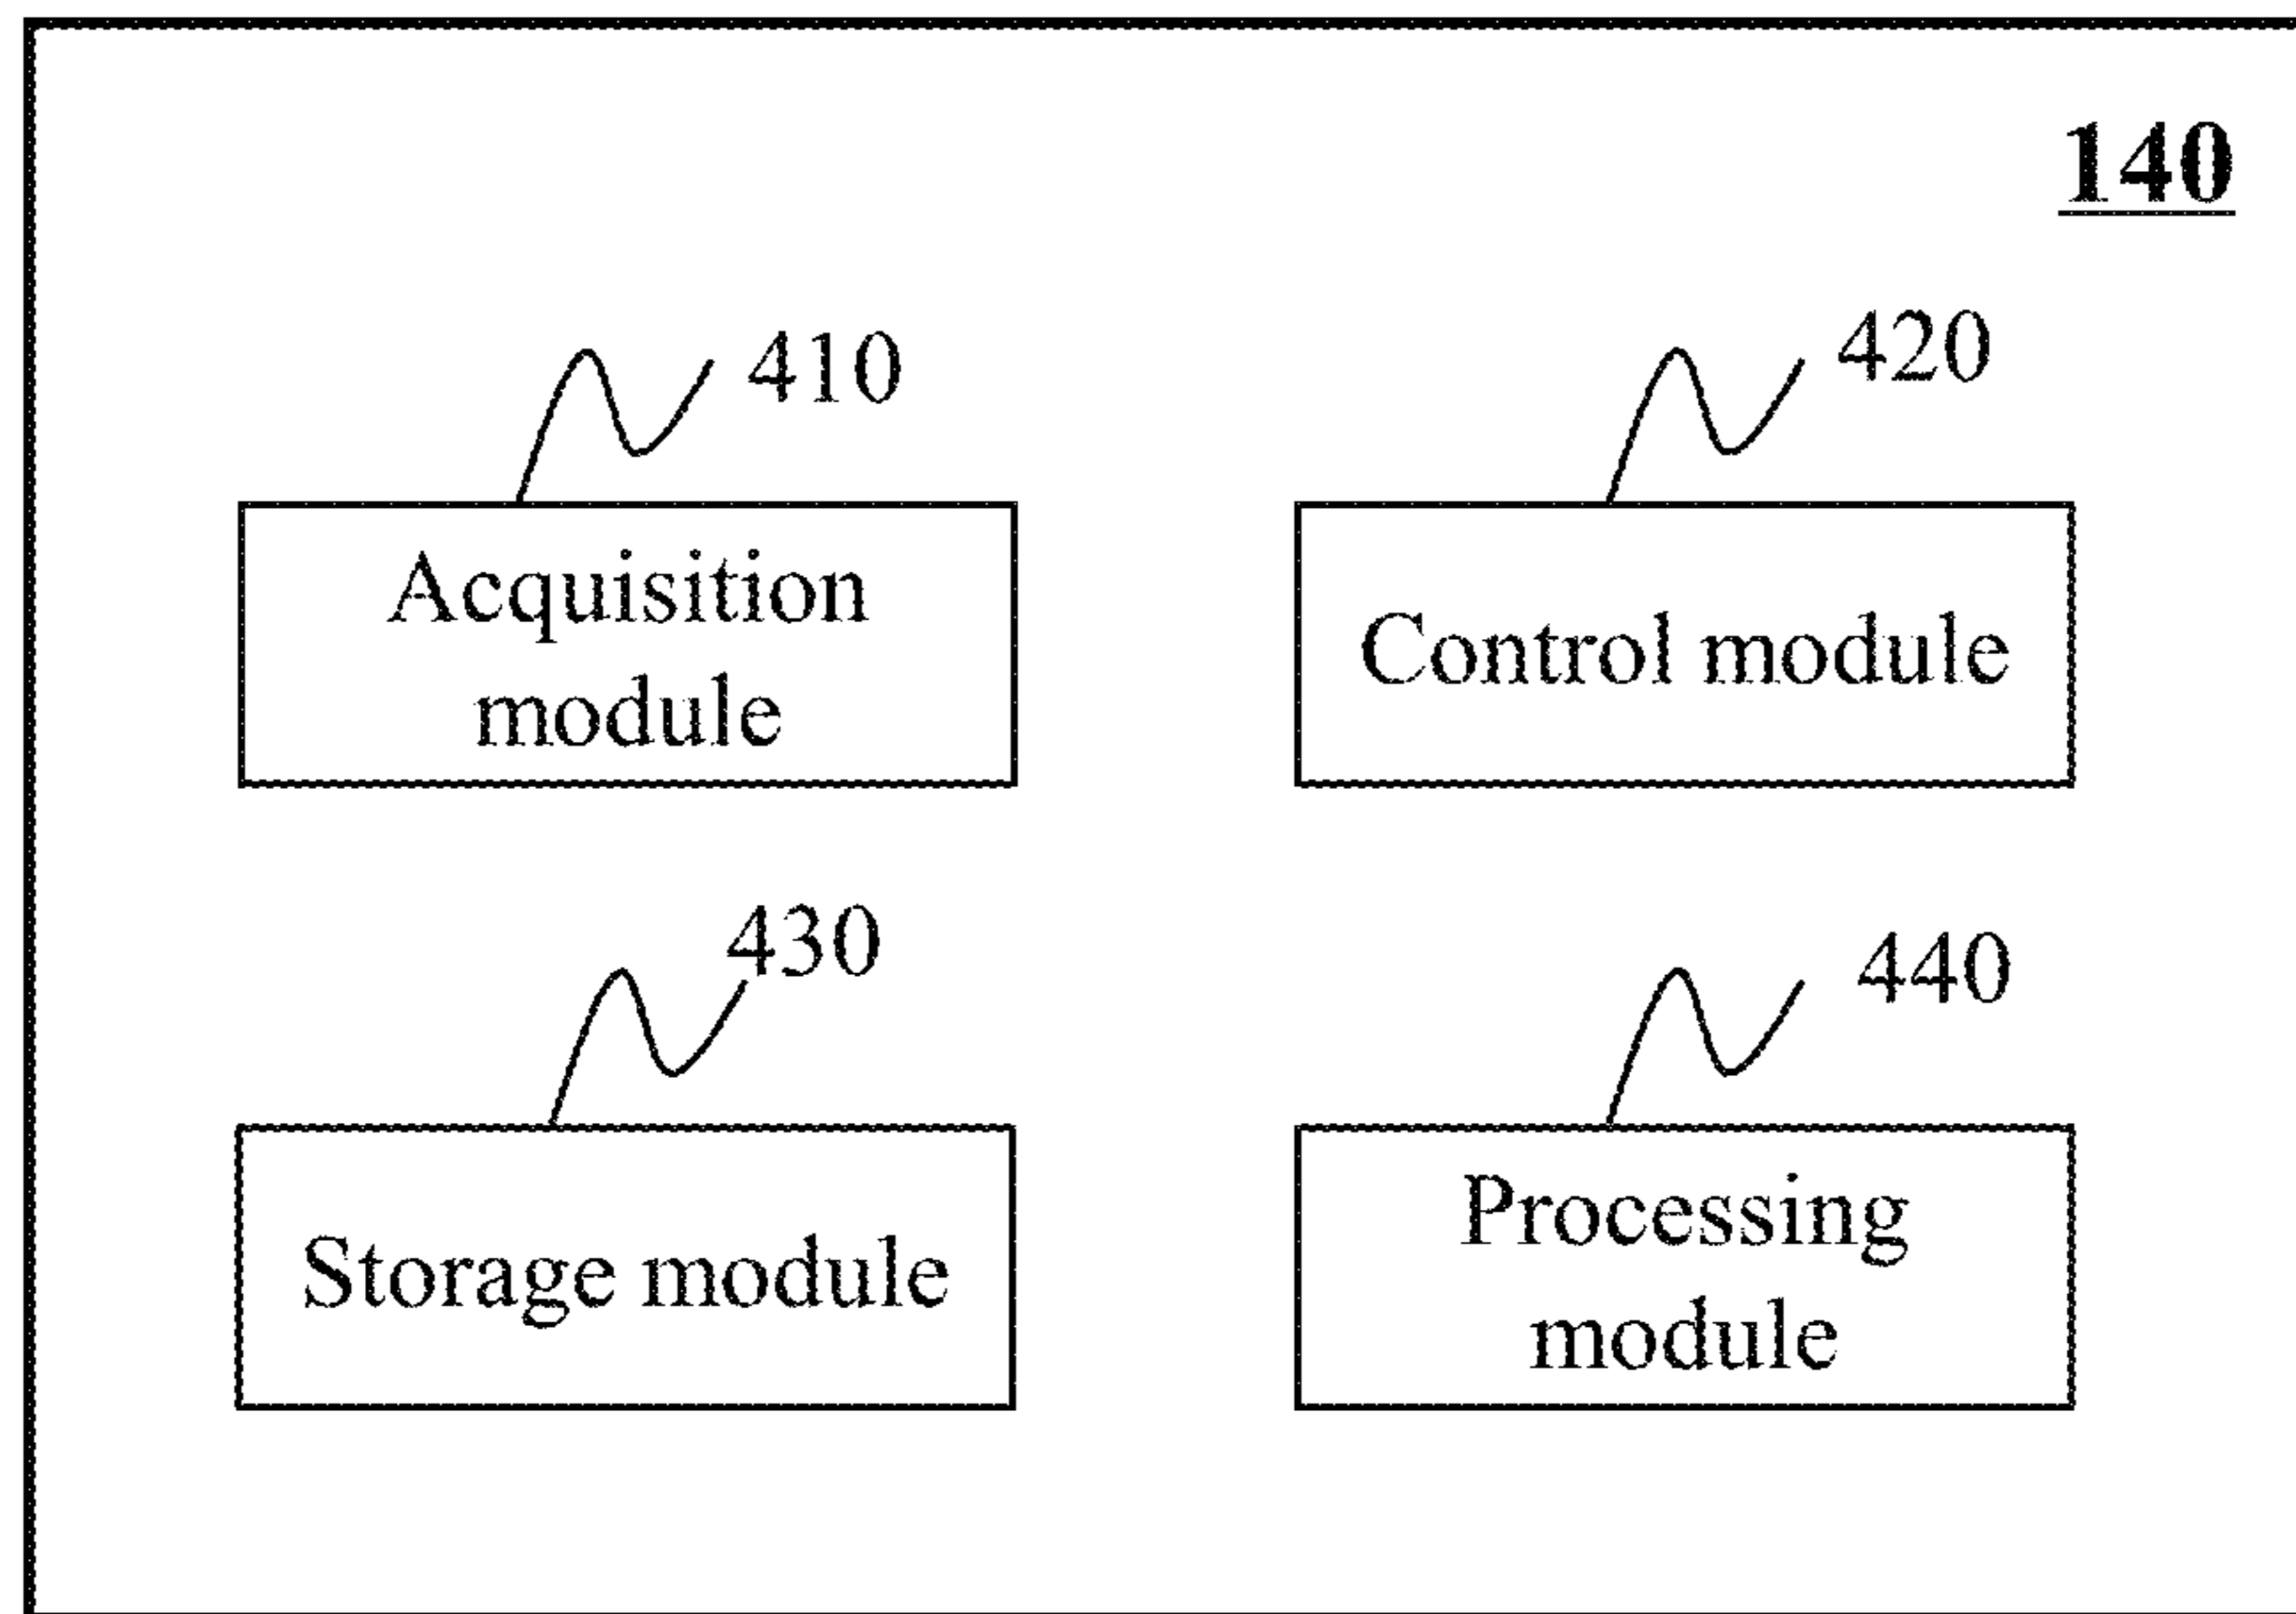 140
410
420
Acquisition
module
Control module
430
440
Storage module
Processing
module